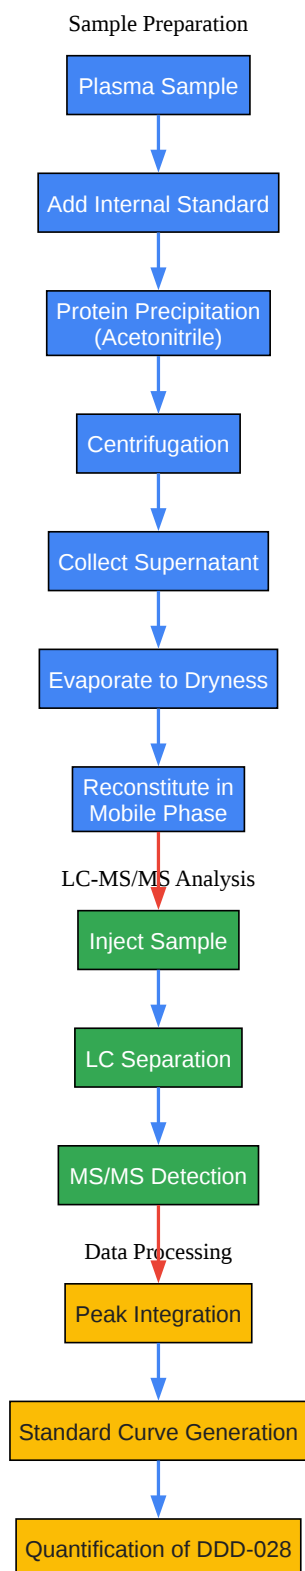 Sample Preparation
Plasma Sample
Add Internal Standard
Protein Precipitation
(Acetonitrile)
Centrifugation
Collect Supernatant
Evaporate to Dryness
Reconstitute in
Mobile Phase
LC-MS/MS Analysis
Inject Sample
LC Separation
MS/MS Detection
Data Processing
Peak Integration
Standard Curve Generation
Quantification of DDD-028